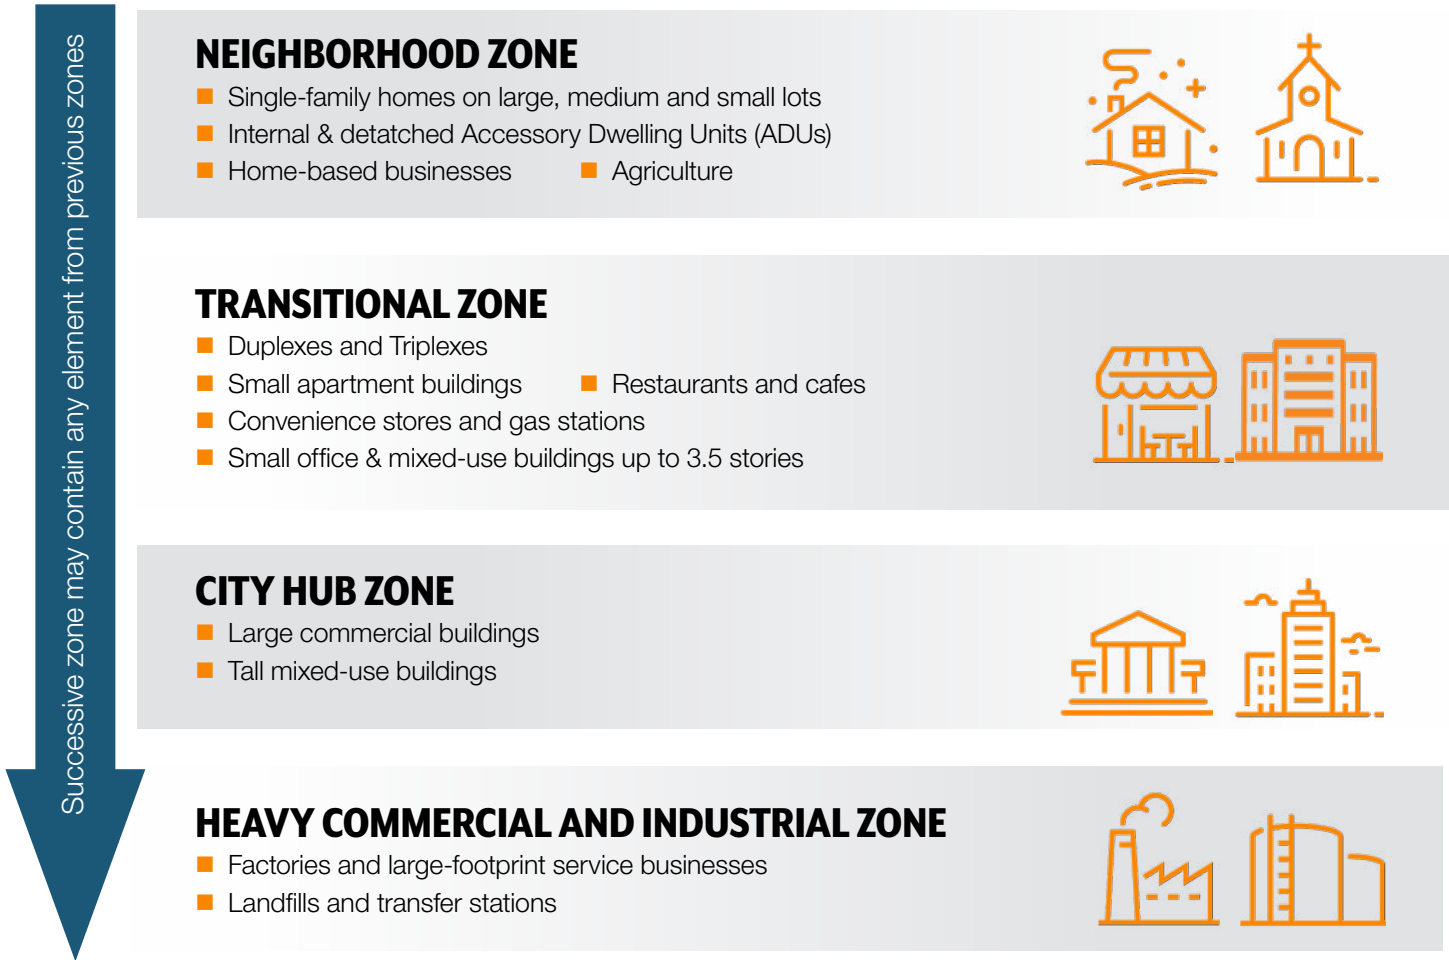 Successive zone may contain any element from previous zones
NEIGHBORHOOD ZONE
Single-family homes on large, medium and small lots
Internal & detatched Accessory Dwelling Units (ADUs)
Home-based businesses
Agriculture
TRANSITIONAL ZONE
Duplexes and Triplexes
Small apartment buildings
Restaurants and cafes
Convenience stores and gas stations
Small office & mixed-use buildings up to 3.5 stories
CITY HUB ZONE
Large commercial buildings
Tall mixed-use buildings
HEAVY COMMERCIAL AND INDUSTRIAL ZONE
Factories and large-footprint service businesses
Landfills and transfer stations